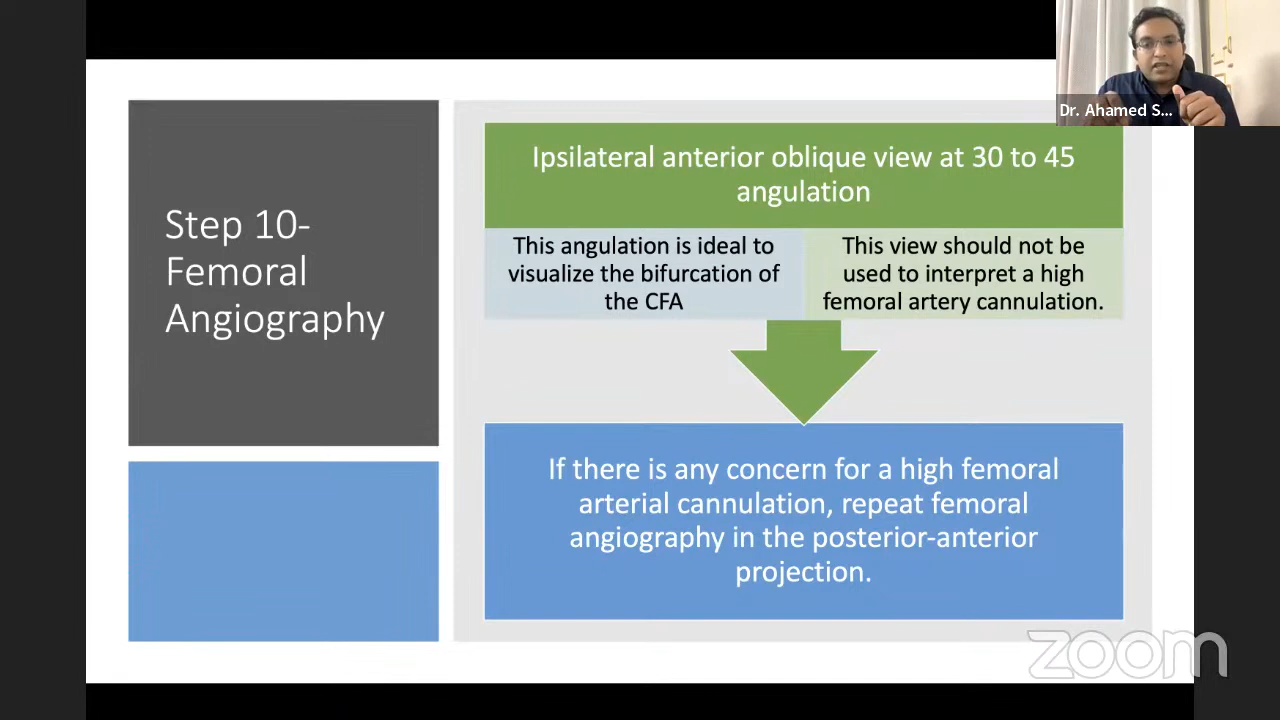 Dr. Ahamed S...
Step 10-
Femoral
Angiography
Ipsilateral anterior oblique view at 30 to 45
angulation
This angulation is ideal to
visualize the bifurcation of
the CFA
This view should not be
used to interpret a high
femoral artery cannulation.
If there is any concern for a high femoral
arterial cannulation, repeat femoral
angiography in the posterior-anterior
projection.
zoom